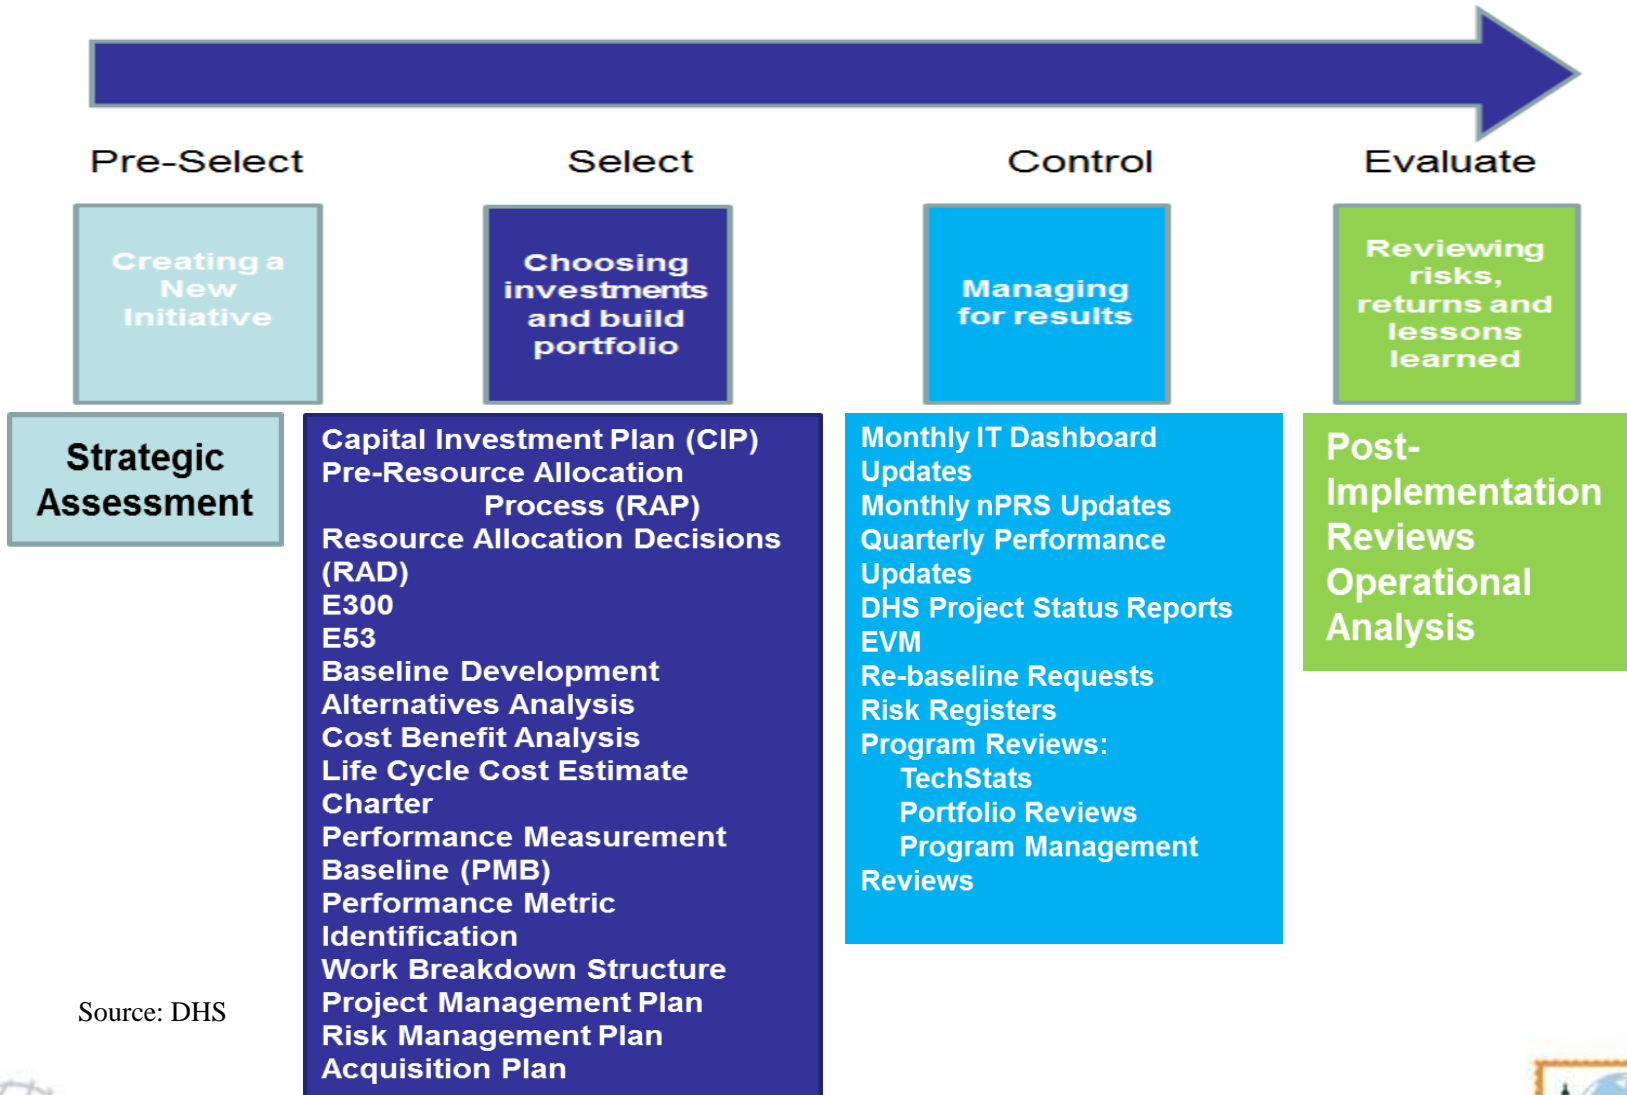 Pre-Select
Select
Control
Evaluate
Creating a
New
Initiative
Choosing
investments
and build
portfolio
Managing
for results
Reviewing
risks,
returns and
lessons
learned
Strategic
Assessment
Capital Investment Plan (CIP)
Pre-Resource Allocation
Process (RAP)
Resource Allocation Decisions
(RAD)
E300
E53
Baseline Development
Alternatives Analysis
Cost Benefit Analysis
Life Cycle Cost Estimate
Charter
Performance Measurement
Baseline (PMB)
Performance Metric
Identification
Work Breakdown Structure
Project Management Plan
Risk Management Plan
Acquisition Plan
Monthly IT Dashboard
Updates
Monthly nPRS Updates
Quarterly Performance
Updates
DHS Project Status Reports
EVM
Re-baseline Requests
Risk Registers
Program Reviews:
TechStats
Portfolio Reviews
Program Management
Reviews
Post-
Implementation
Reviews
Operational
Analysis
Source: DHS